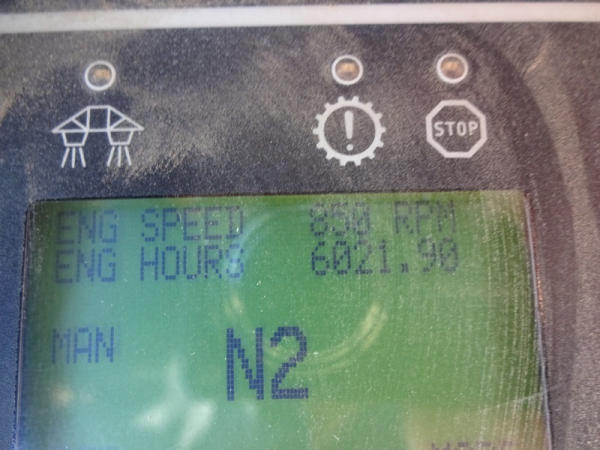 STOP
ENG SPEED 850 RPM
ENG HOURS 6021.90
MAN
N2